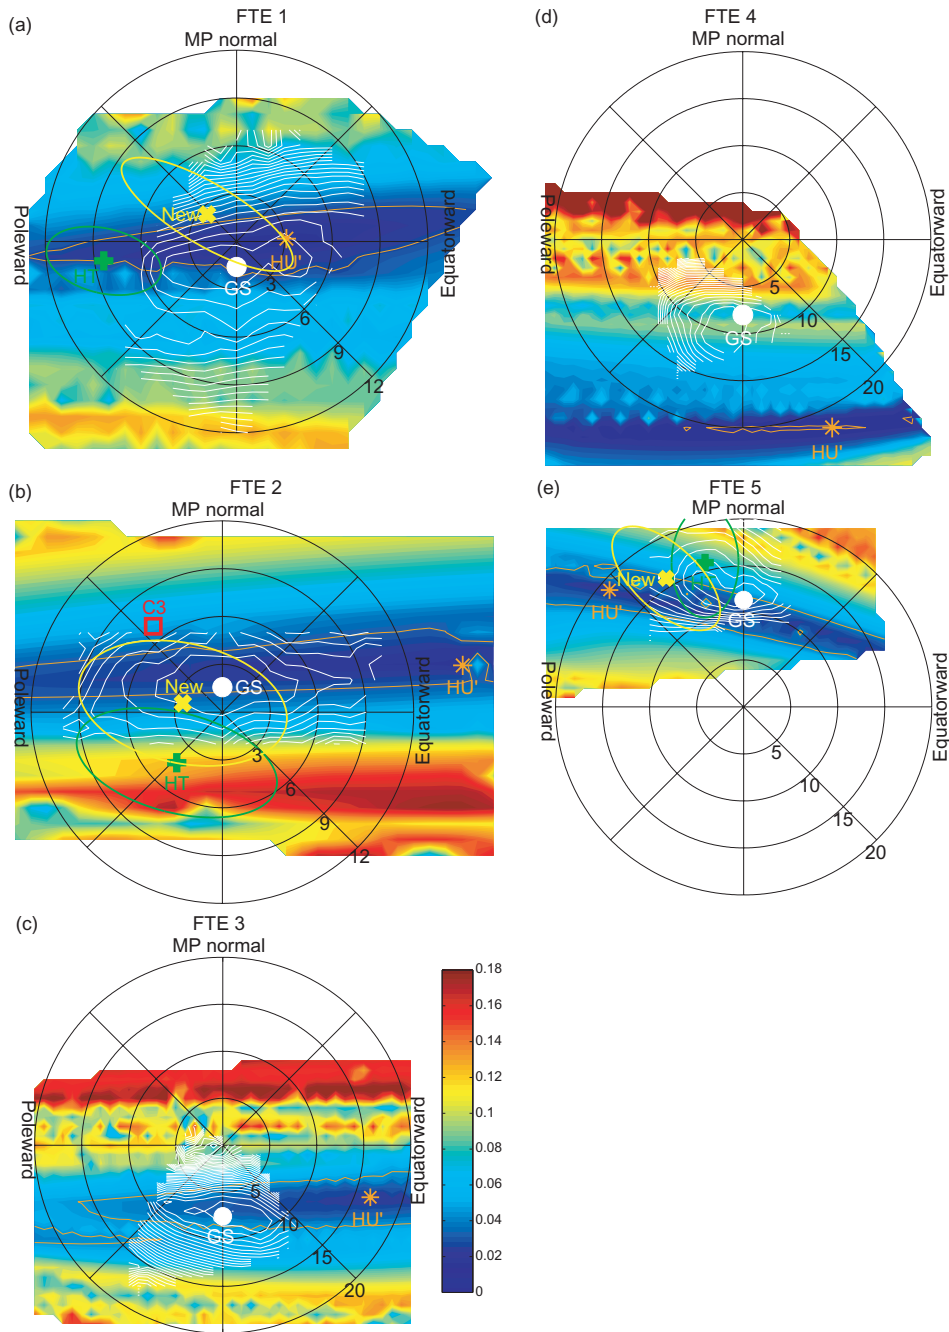 (a)
FTE 1
MP normal
Poleward
Equatorward
New
HT
HU'
GS
3
6
9
12
(b)
FTE 2
MP normal
Poleward
Equatorward
C3
New
GS
HU'
HT
3
6
9
12
(c)
FTE 3
MP normal
Poleward
Equatorward
5
10
15
20
GS
HU'
0.18
0.16
0.14
0.12
0.1
0.08
0.06
0.04
0.02
0
(d)
FTE 4
MP normal
Poleward
Equatorward
5
10
15
20
GS
HU'
(e)
FTE 5
MP normal
Poleward
Equatorward
New
HU'
GS
5
10
15
20